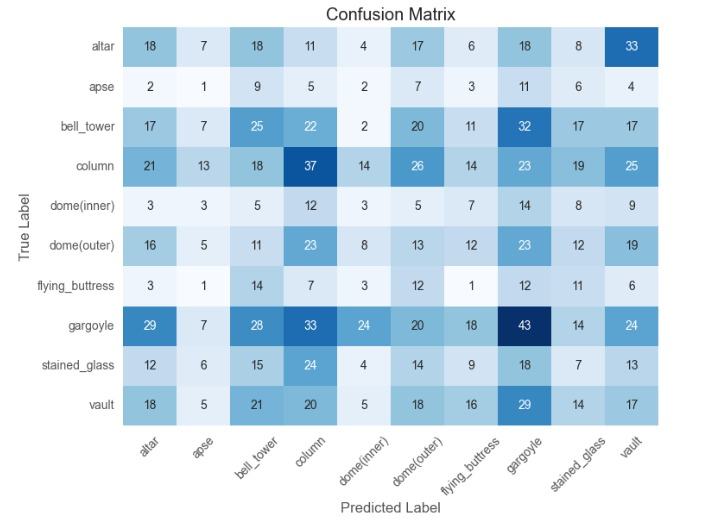 Confusion Matrix
altar 18 7 18 11 4 17 6 18 8 33
apse 2 1 9 5 2 7 3 11 6 4
bell_tower 17 7 25 22 2 20 11 32 17 17
column 21 13 18 37 14 26 14 23 19 25
dome(inner) 3 3 5 12 3 5 7 14 8 9
dome(outer) 16 5 11 23 8 13 12 23 12 19
flying_buttress 3 1 14 7 3 12 1 12 11 6
gargoyle 29 7 28 33 24 20 18 43 14 24
stained_glass 12 6 15 24 4 14 9 18 7 13
vault 18 5 21 20 5 18 16 29 14 17
altar apse bell_tower column dome(inner) dome(outer) flying_buttress gargoyle stained_glass vault
True Label
Predicted Label